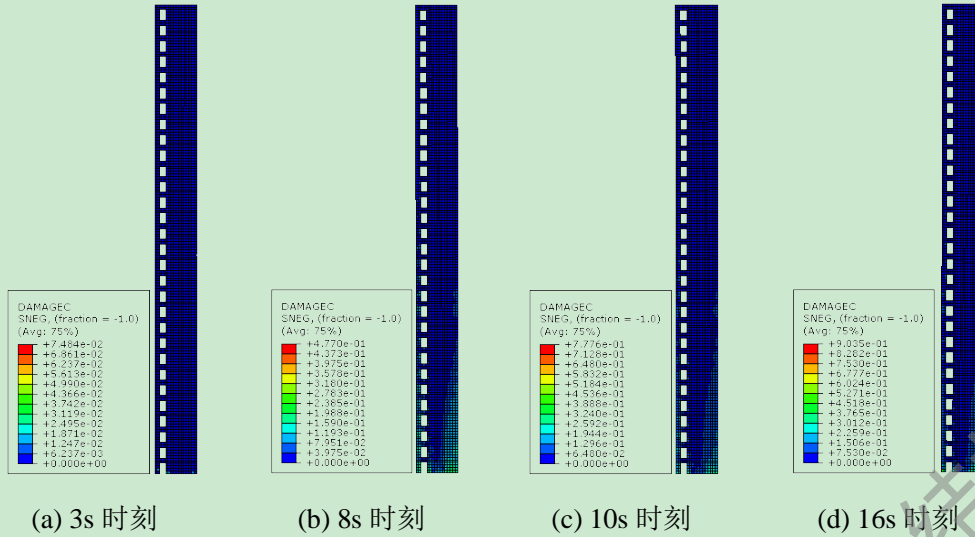 DAMAGEC
SNEG, (fraction = -1.0)
(Avg: 75%)
+7.484e-02
+6.861e-02
+6.237e-02
+5.613e-02
+4.990e-02
+4.366e-02
+3.742e-02
+3.119e-02
+2.495e-02
+1.871e-02
+1.247e-02
+6.237e-03
+0.000e+00
(a) 3s 时刻
DAMAGEC
SNEG, (fraction = -1.0)
(Avg: 75%)
+4.770e-01
+4.373e-01
+3.975e-01
+3.578e-01
+3.180e-01
+2.783e-01
+2.385e-01
+1.988e-01
+1.590e-01
+1.193e-01
+7.951e-02
+3.975e-02
+0.000e+00
(b) 8s 时刻
DAMAGEC
SNEG, (fraction = -1.0)
(Avg: 75%)
+7.776e-01
+7.128e-01
+6.480e-01
+5.832e-01
+5.184e-01
+4.536e-01
+3.888e-01
+3.240e-01
+2.592e-01
+1.944e-01
+1.296e-01
+6.480e-02
+0.000e+00
(c) 10s 时刻
DAMAGEC
SNEG, (fraction = -1.0)
(Avg: 75%)
+9.035e-01
+8.282e-01
+7.530e-01
+6.777e-01
+6.024e-01
+5.271e-01
+4.518e-01
+3.765e-01
+3.012e-01
+2.259e-01
+1.506e-01
+7.530e-02
+0.000e+00
(d) 16s 时刻